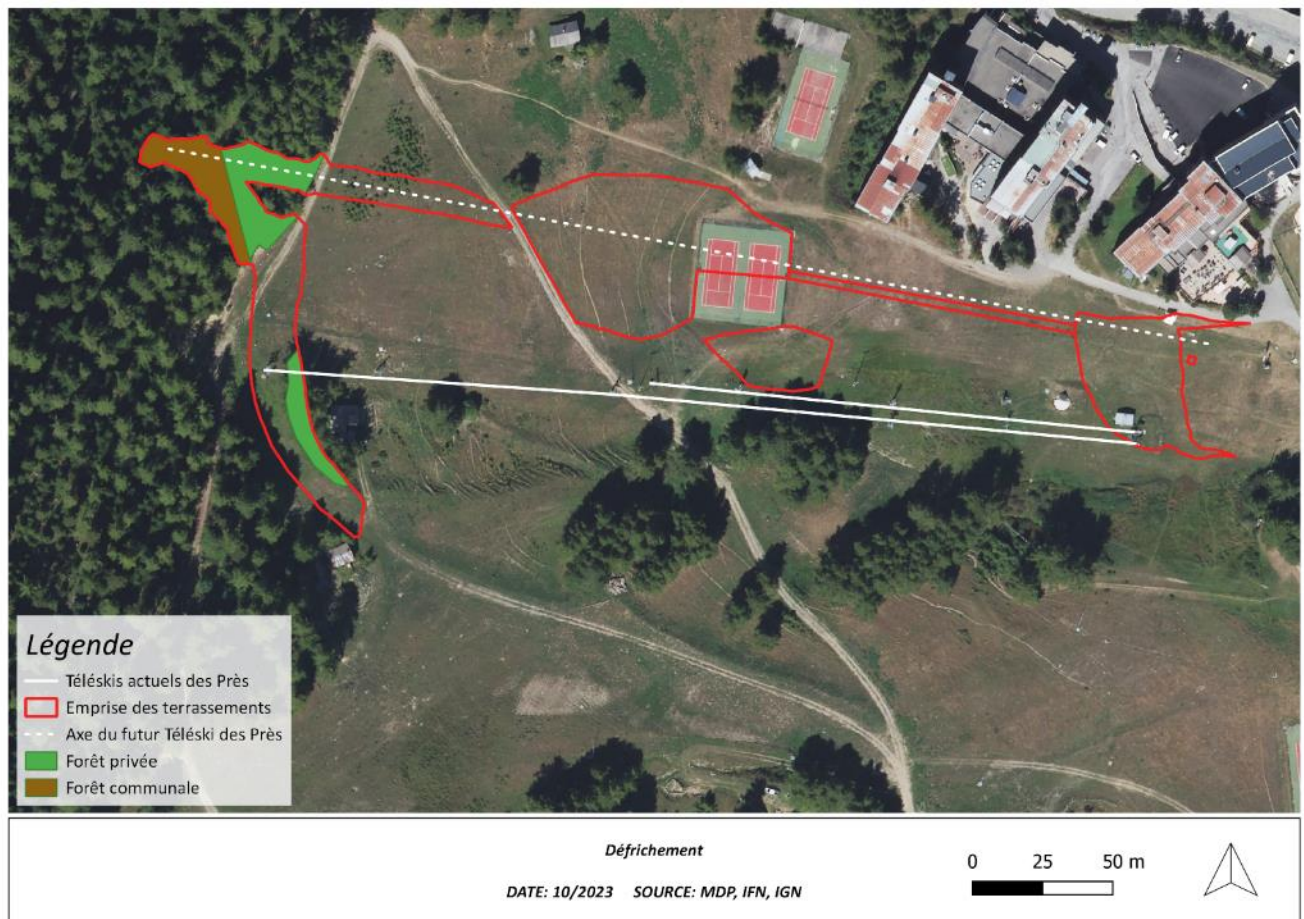 Légende
Téléskis actuels des Près
Emprise des terrassements
Axe du futur Téléski des Près
Forêt privée
Forêt communale
Défrichement
DATE: 10/2023 SOURCE: MDP, IFN, IGN
0 25 50 m